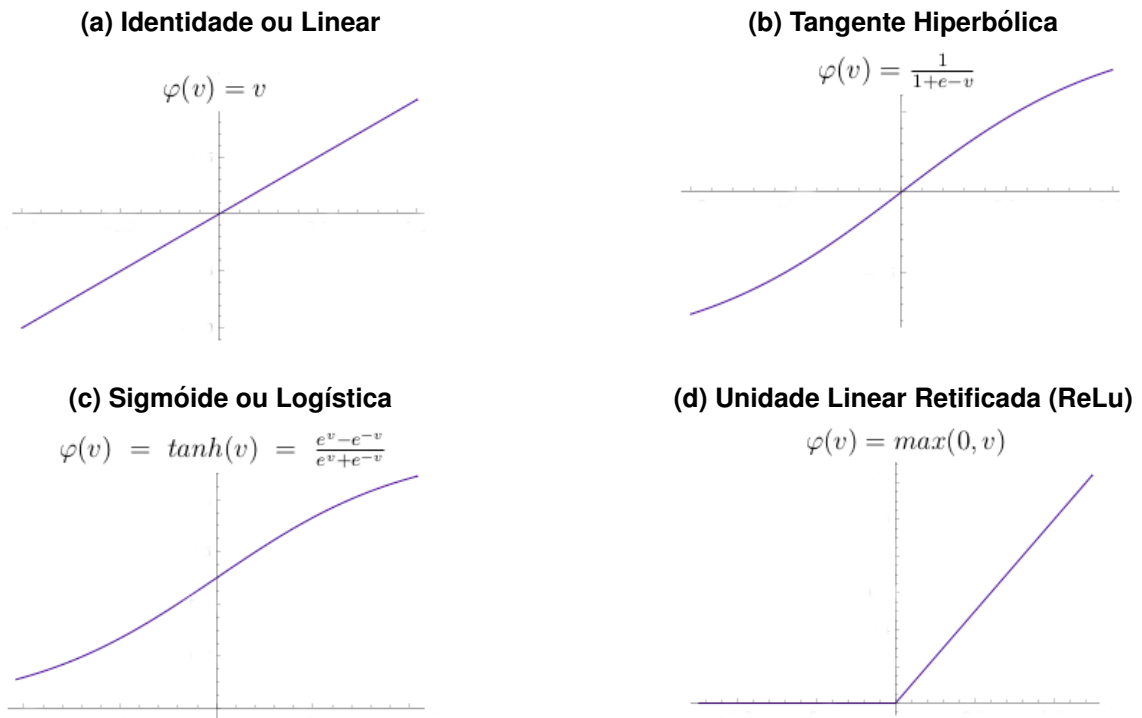 (a) Identidade ou Linear
φ(v) = v
(b) Tangente Hiperbólica
φ(v) = 1/(1+e−v)
(c) Sigmóide ou Logística
φ(v) = tanh(v) = (e^v−e^−v)/(e^v+e^−v)
(d) Unidade Linear Retificada (ReLu)
φ(v) = max(0, v)